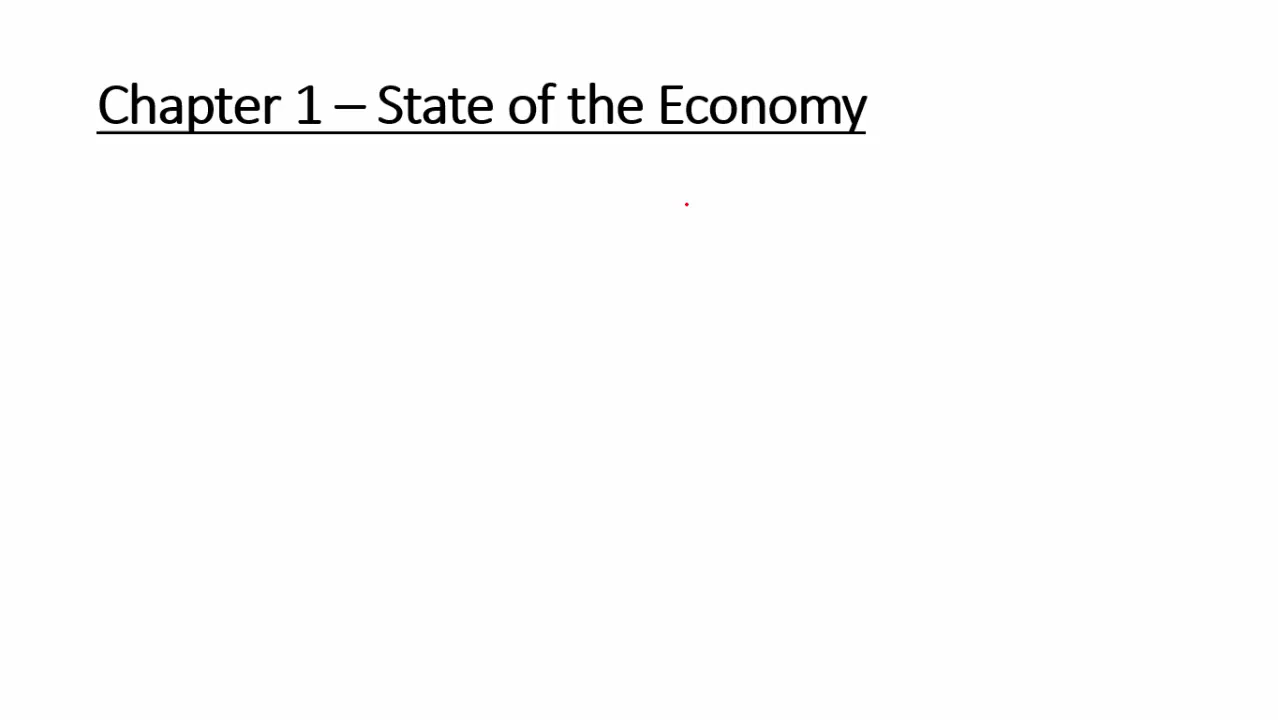 Chapter 1 – State of the Economy